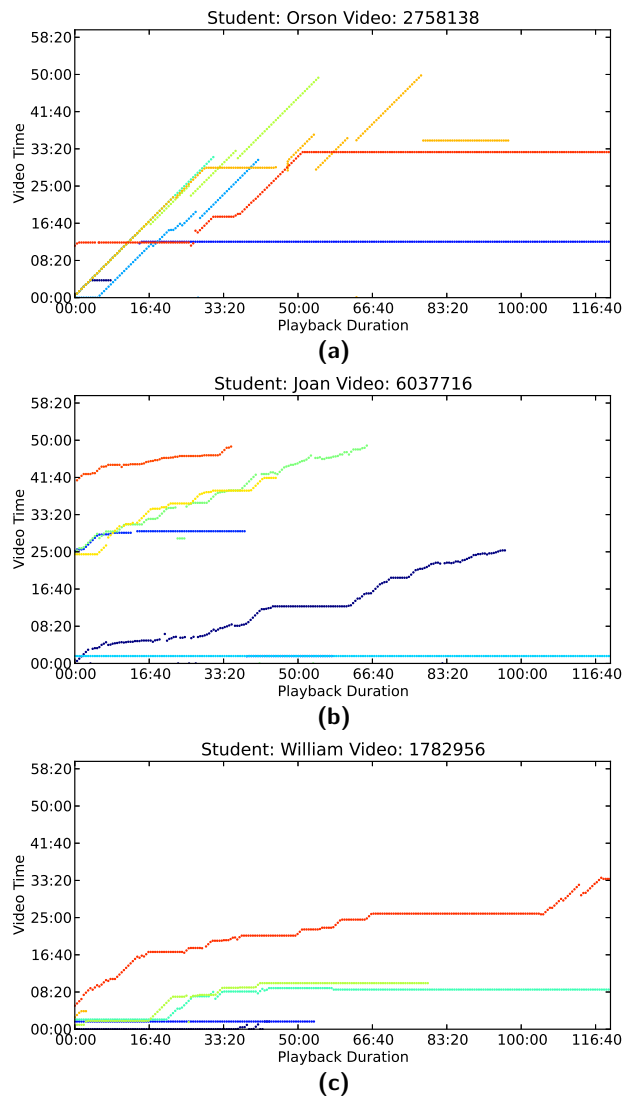 Student: Orson Video: 2758138
58:20
50:00
41:40
33:20
25:00
16:40
08:20
00:00
Video Time
00:00 16:40 33:20 50:00 66:40 83:20 100:00 116:40
Playback Duration
(a)
Student: Joan Video: 6037716
58:20
50:00
41:40
33:20
25:00
16:40
08:20
00:00
Video Time
00:00 16:40 33:20 50:00 66:40 83:20 100:00 116:40
Playback Duration
(b)
Student: William Video: 1782956
58:20
50:00
41:40
33:20
25:00
16:40
08:20
00:00
Video Time
00:00 16:40 33:20 50:00 66:40 83:20 100:00 116:40
Playback Duration
(c)